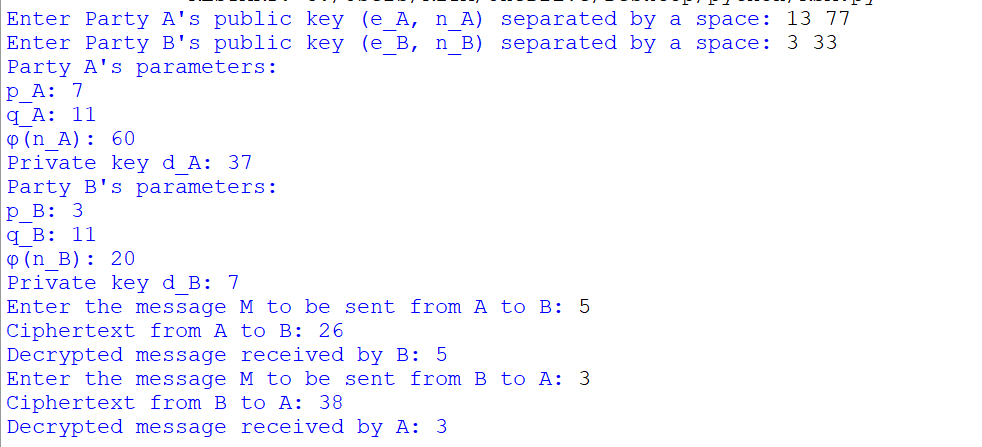 Enter Party A's public key (e_A, n_A) separated by a space: 13 77
Enter Party B's public key (e_B, n_B) separated by a space: 3 33
Party A's parameters:
p_A: 7
q_A: 11
φ(n_A): 60
Private key d_A: 37
Party B's parameters:
p_B: 3
q_B: 11
φ(n_B): 20
Private key d_B: 7
Enter the message M to be sent from A to B: 5
Ciphertext from A to B: 26
Decrypted message received by B: 5
Enter the message M to be sent from B to A: 3
Ciphertext from B to A: 38
Decrypted message received by A: 3